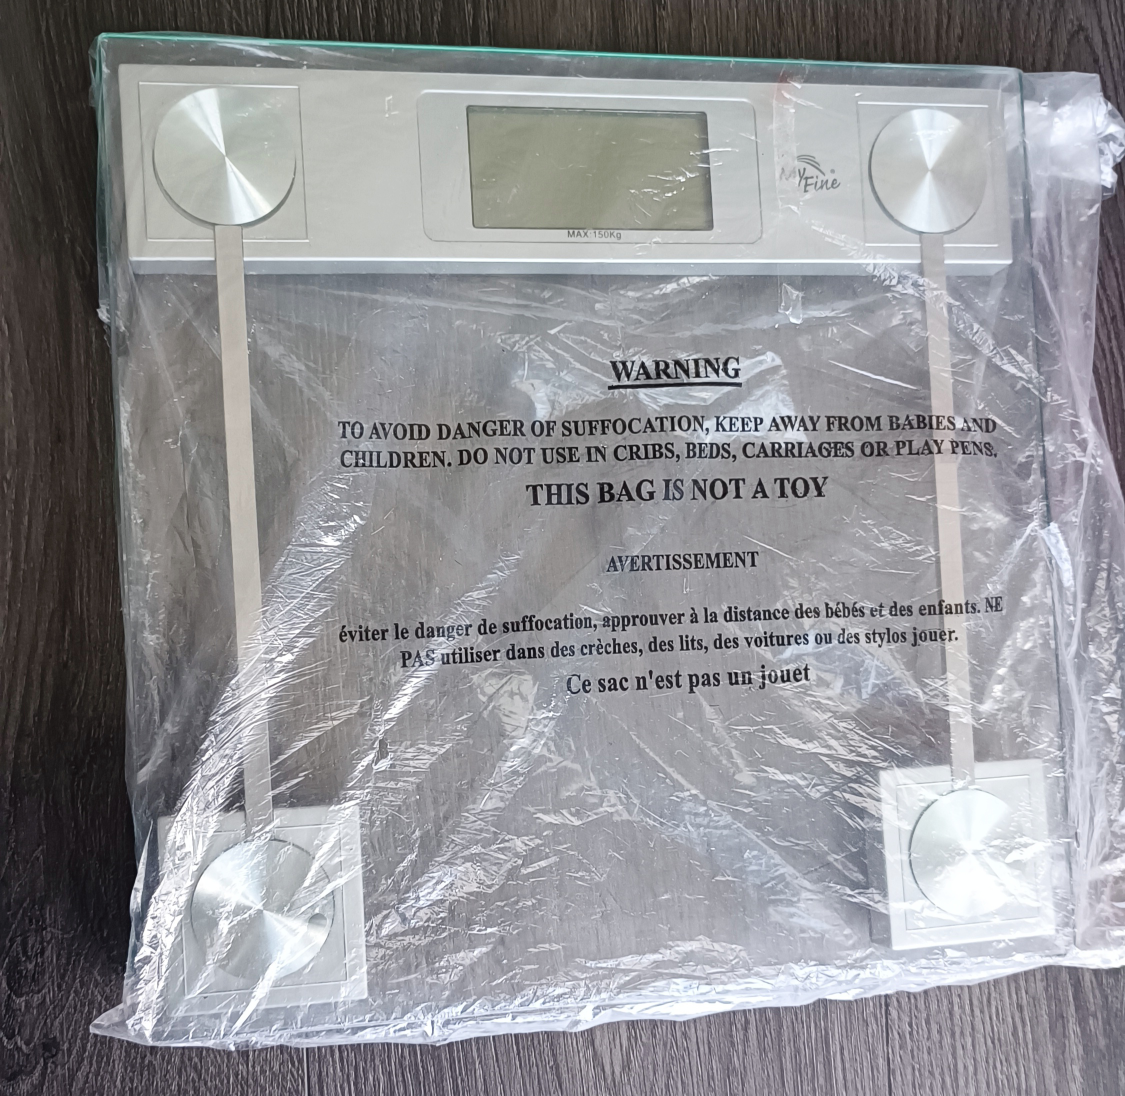 MyFine
MAX:150Kg
WARNING
TO AVOID DANGER OF SUFFOCATION, KEEP AWAY FROM BABIES AND
CHILDREN. DO NOT USE IN CRIBS, BEDS, CARRIAGES OR PLAY PENS.
THIS BAG IS NOT A TOY
AVERTISSEMENT
éviter le danger de suffocation, approuver à la distance des bébés et des enfants. NE
PAS utiliser dans des crèches, des lits, des voitures ou des stylos jouer.
Ce sac n'est pas un jouet